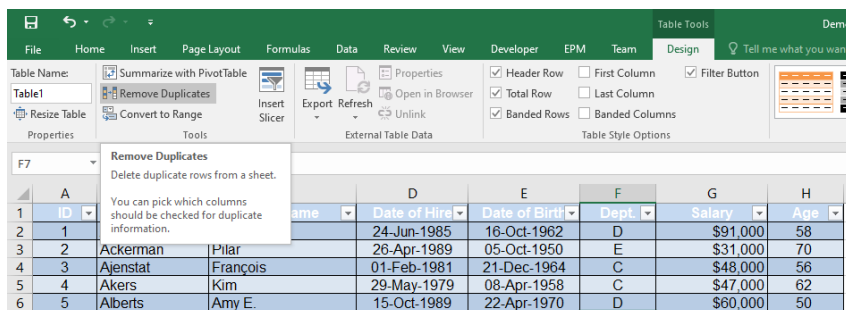 Table Tools Dem
File Home Insert Page Layout Formulas Data Review View Developer EPM Team Design Tell me what you wan
Table Name: Summarize with PivotTable Properties Header Row First Column Filter Button
Table1 Remove Duplicates Insert Slicer Export Refresh Open in Browser Total Row Last Column
Resize Table Convert to Range Unlink Banded Rows Banded Columns
Properties Tools External Table Data Table Style Options
F7
Remove Duplicates
Delete duplicate rows from a sheet.
You can pick which columns
should be checked for duplicate
information.
A D E F G H
1 ID ame Date of Hire Date of Birth Dept. Salary Age
2 1 24-Jun-1985 16-Oct-1962 D $91,000 58
3 2 Ackerman Pilar 26-Apr-1989 05-Oct-1950 E $31,000 70
4 3 Ajenstat François 01-Feb-1981 21-Dec-1964 C $48,000 56
5 4 Akers Kim 29-May-1979 08-Apr-1958 C $47,000 62
6 5 Alberts Amy E. 15-Oct-1989 22-Apr-1970 D $60,000 50